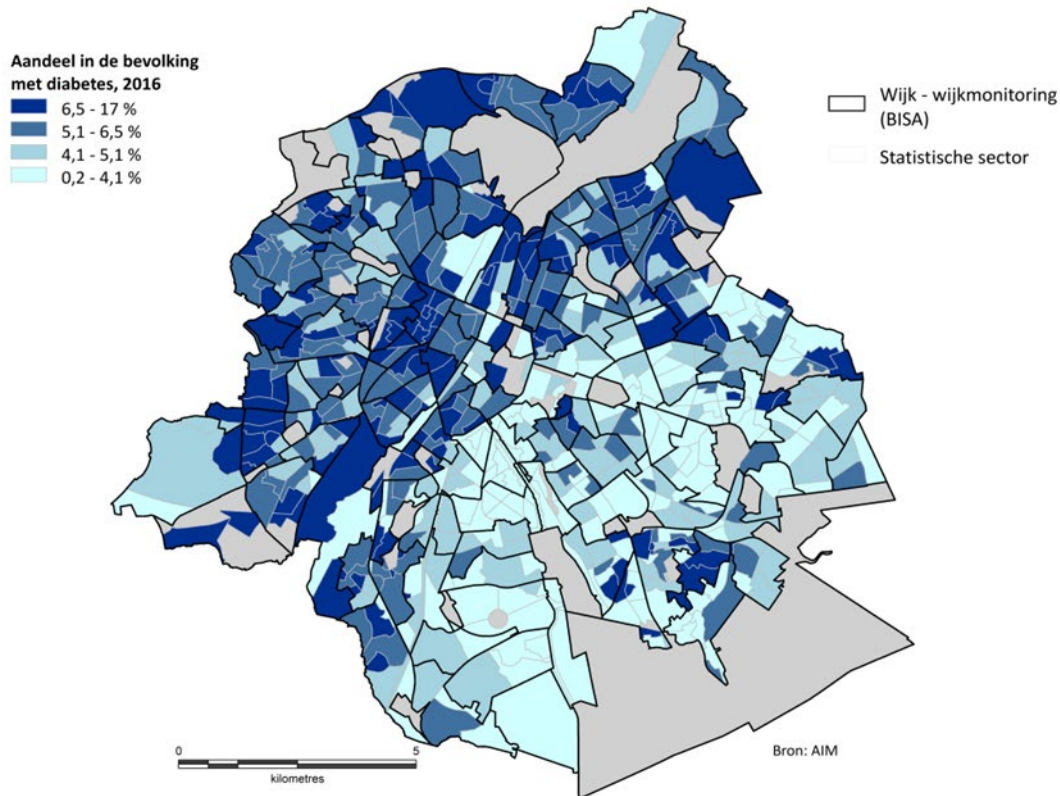 Aandeel in de bevolking
met diabetes, 2016
6,5 - 17 %
5,1 - 6,5 %
4,1 - 5,1 %
0,2 - 4,1 %
Wijk - wijkmonitoring
(BISA)
Statistische sector
0 5
kilometres
Bron: AIM